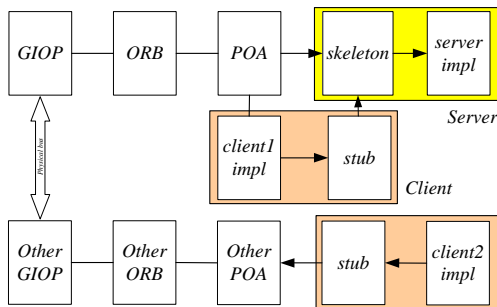 GIOP
ORB
POA
skeleton
server
impl
Server
Physical bus
client1
impl
stub
Client
Other
GIOP
Other
ORB
Other
POA
stub
client2
impl